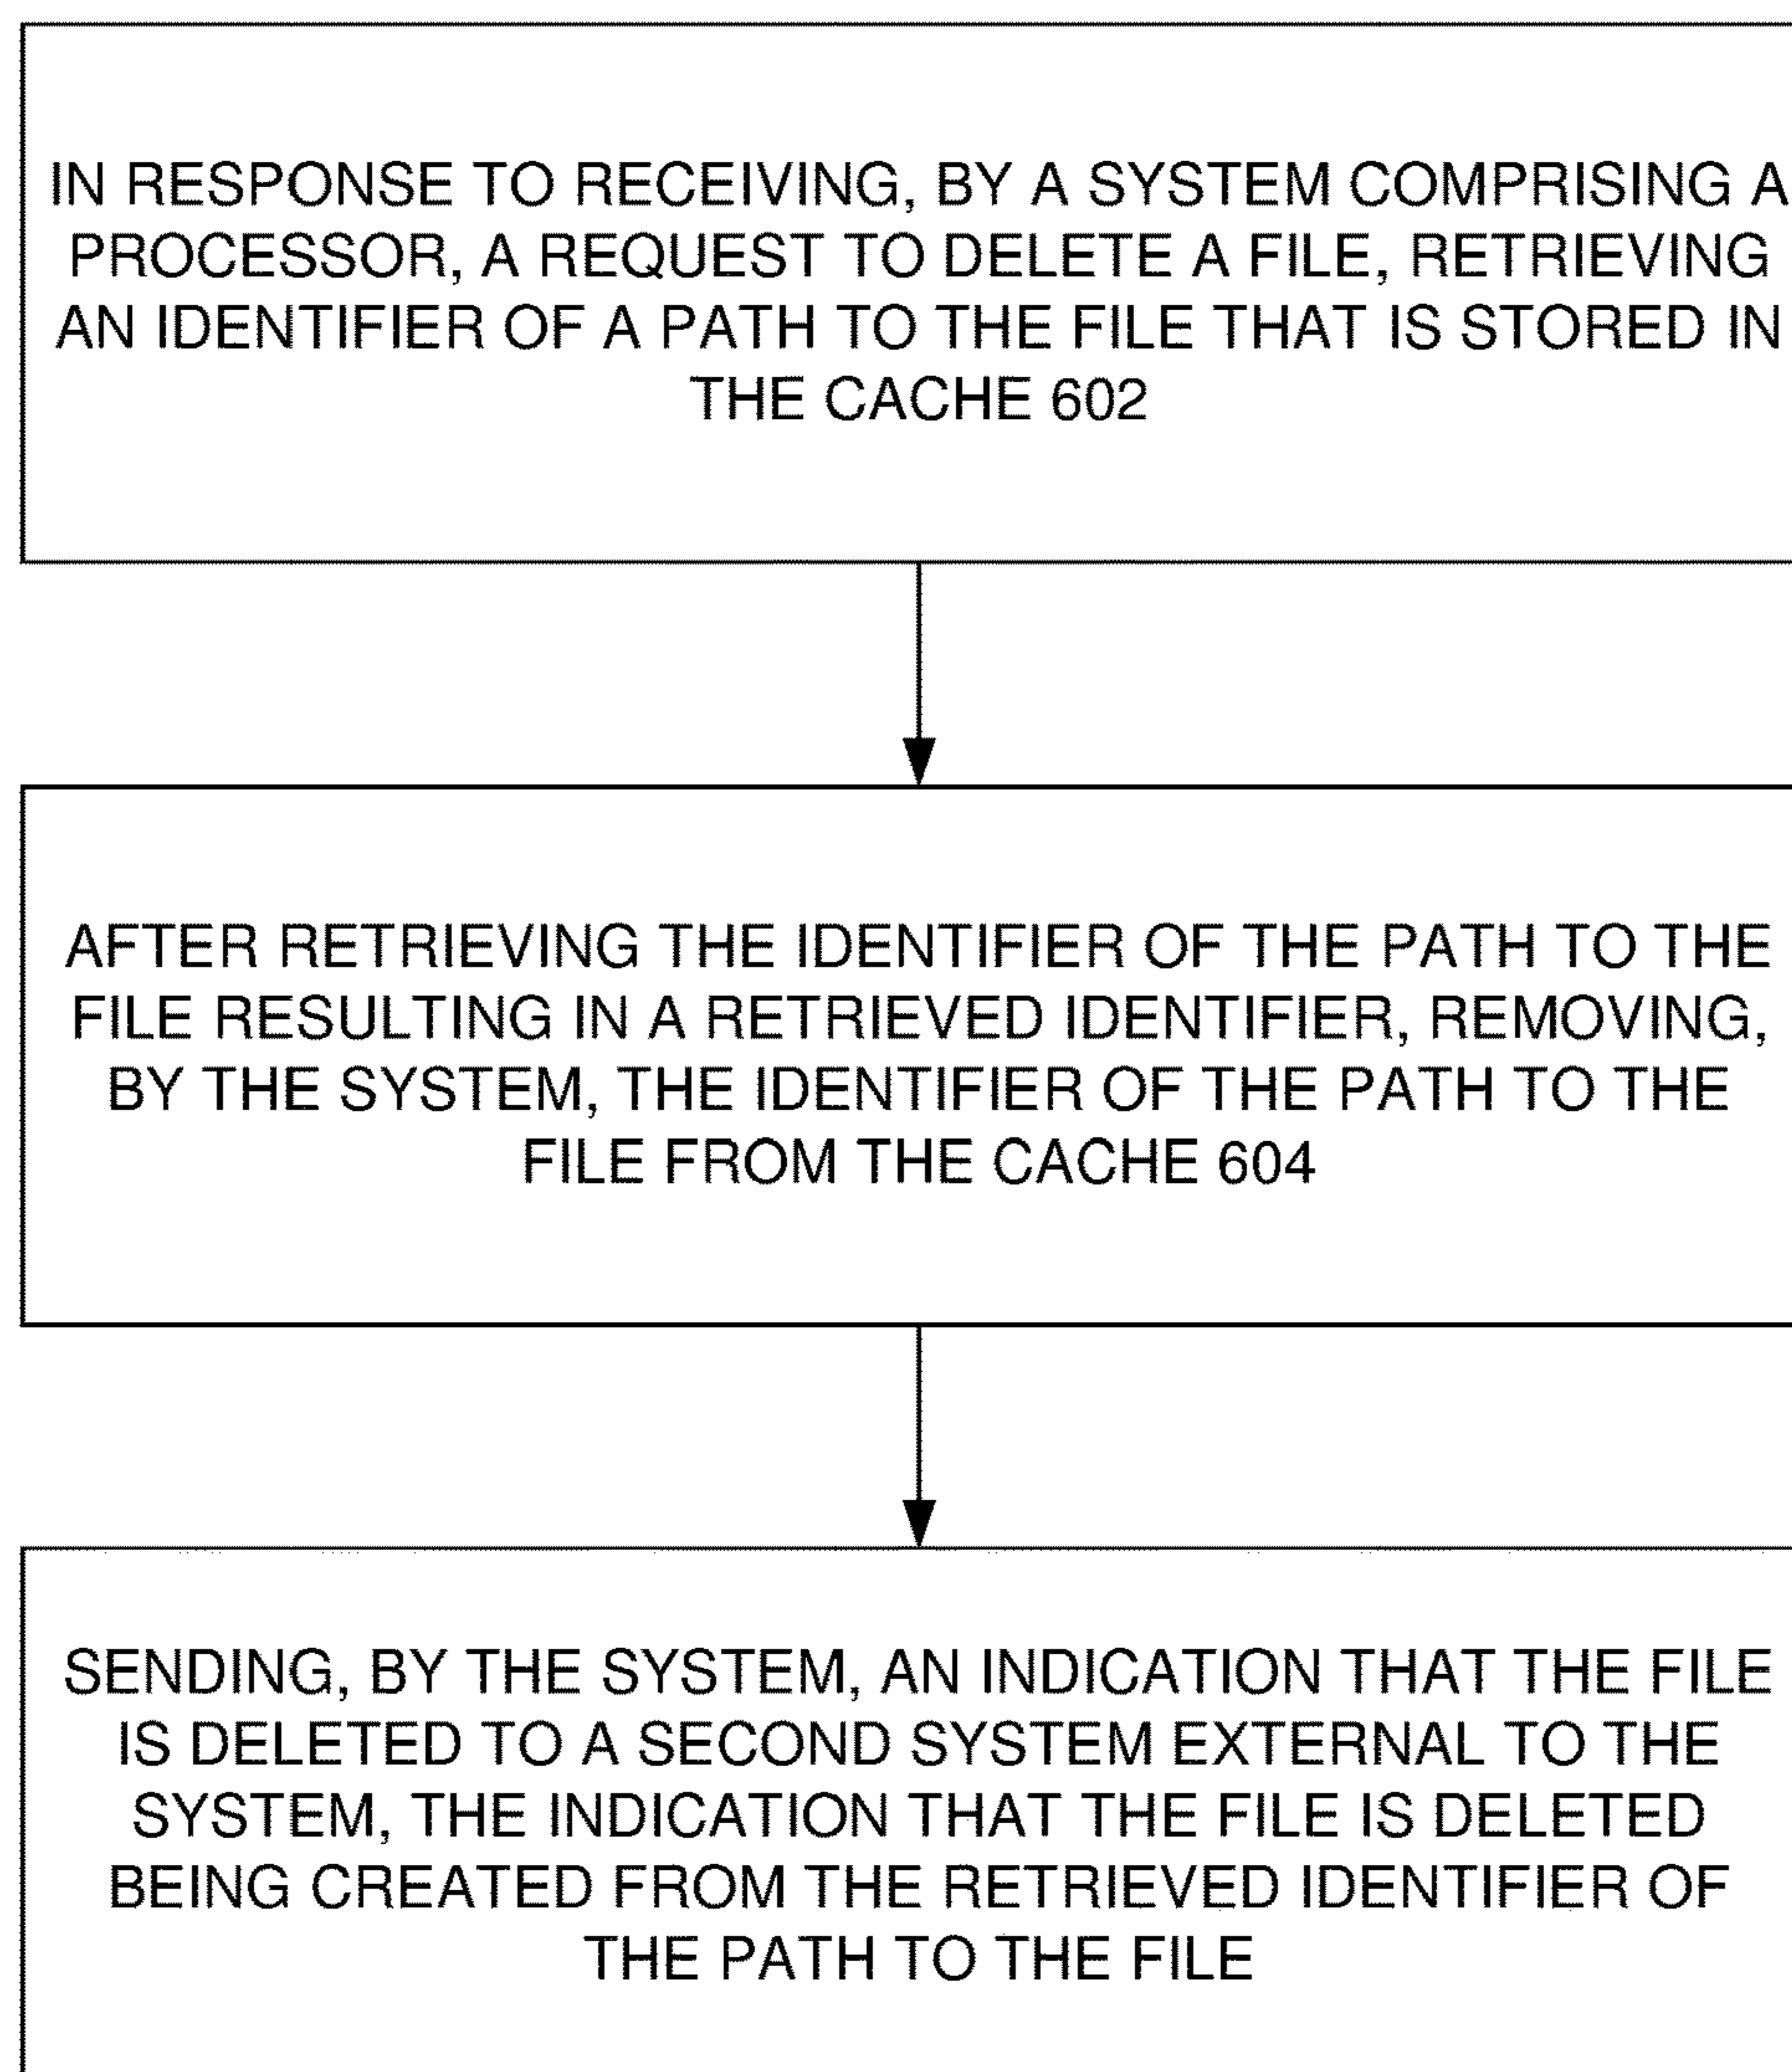 IN RESPONSE TO RECEIVING, BY A SYSTEM COMPRISING A
PROCESSOR, A REQUEST TO DELETE A FILE, RETRIEVING
AN IDENTIFIER OF A PATH TO THE FILE THAT IS STORED IN
THE CACHE 602
AFTER RETRIEVING THE IDENTIFIER OF THE PATH TO THE
FILE RESULTING IN A RETRIEVED IDENTIFIER, REMOVING,
BY THE SYSTEM, THE IDENTIFIER OF THE PATH TO THE
FILE FROM THE CACHE 604
SENDING, BY THE SYSTEM, AN INDICATION THAT THE FILE
IS DELETED TO A SECOND SYSTEM EXTERNAL TO THE
SYSTEM, THE INDICATION THAT THE FILE IS DELETED
BEING CREATED FROM THE RETRIEVED IDENTIFIER OF
THE PATH TO THE FILE